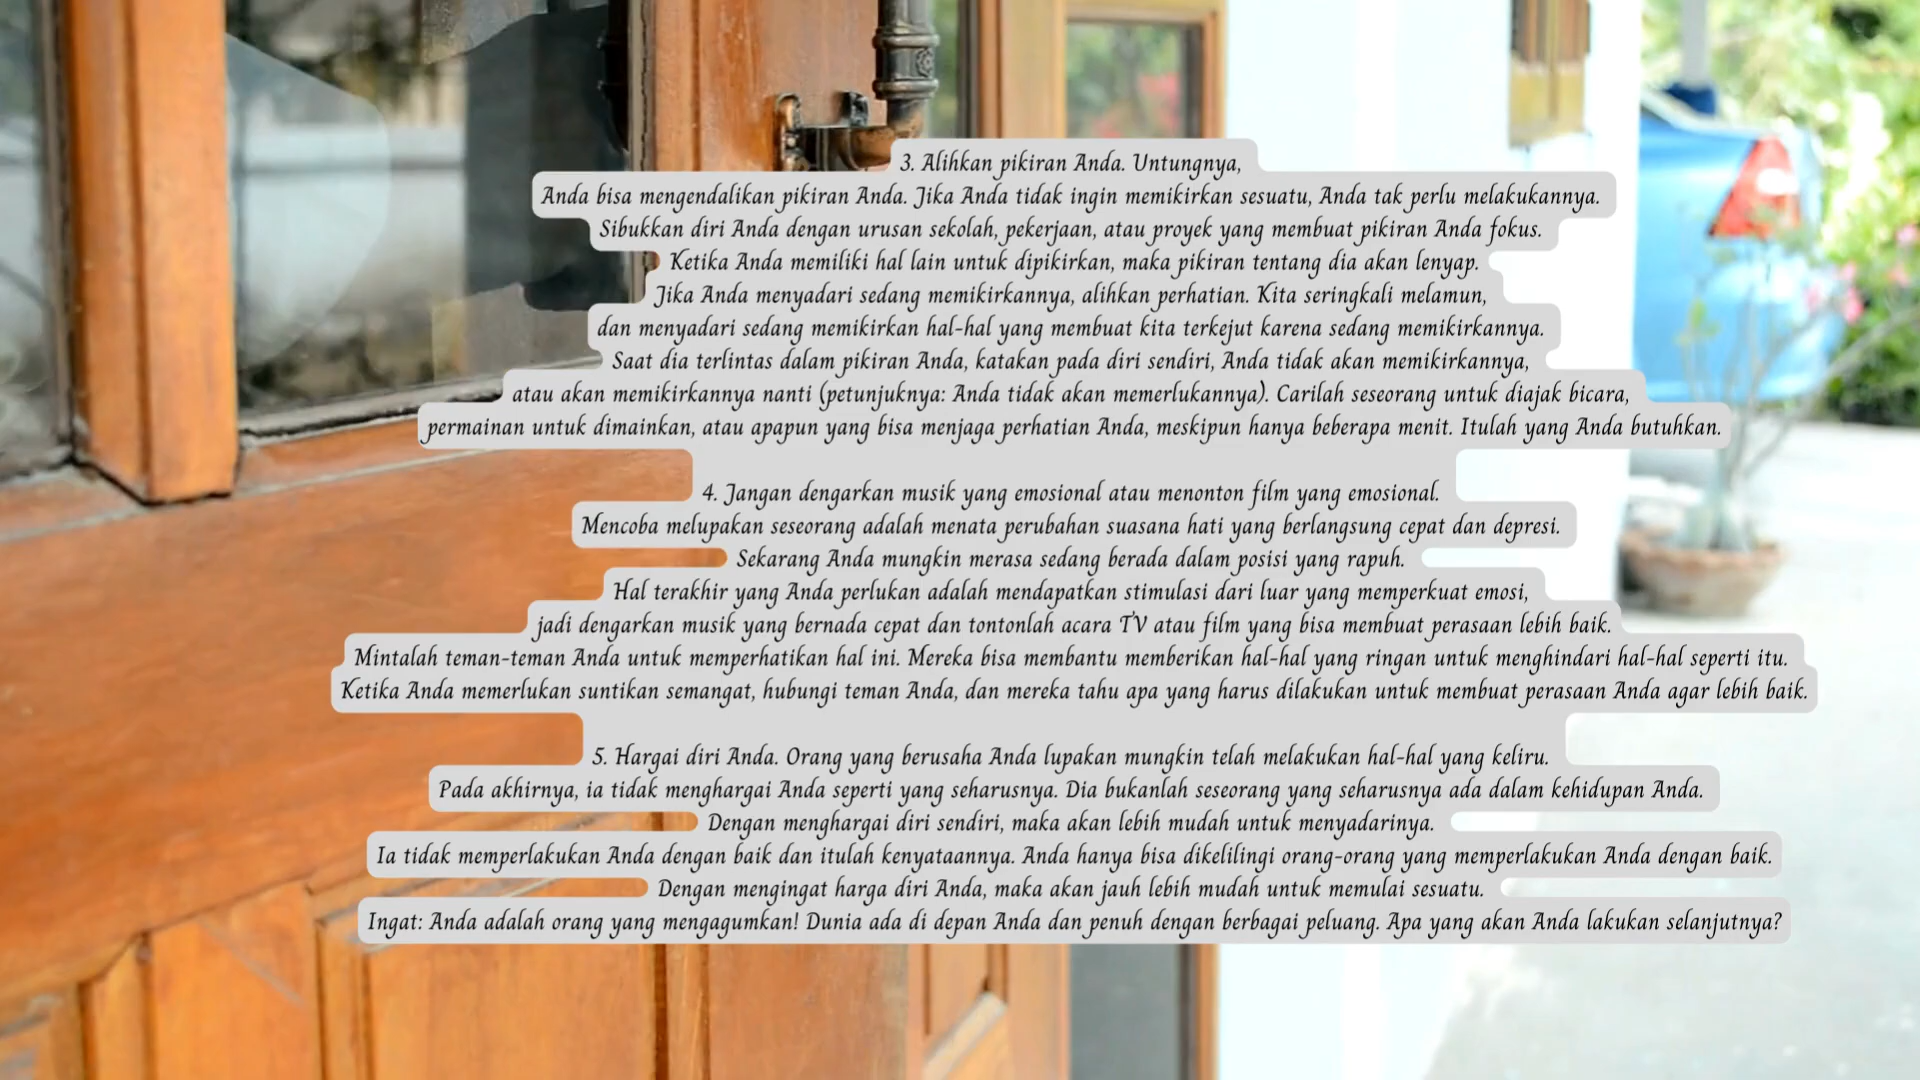 3. Alihkan pikiran Anda. Untungnya,
Anda bisa mengendalikan pikiran Anda. Jika Anda tidak ingin memikirkan sesuatu, Anda tak perlu melakukannya.
Sibukkan diri Anda dengan urusan sekolah, pekerjaan, atau proyek yang membuat pikiran Anda fokus.
Ketika Anda memiliki hal lain untuk dipikirkan, maka pikiran tentang dia akan lenyap.
Jika Anda menyadari sedang memikirkannya, alihkan perhatian. Kita seringkali melamun,
dan menyadari sedang memikirkan hal-hal yang membuat kita terkejut karena sedang memikirkannya.
Saat dia terlintas dalam pikiran Anda, katakan pada diri sendiri, Anda tidak akan memikirkannya,
atau akan memikirkannya nanti (petunjuknya: Anda tidak akan memerlukannya). Carilah seseorang untuk diajak bicara,
permainan untuk dimainkan, atau apapun yang bisa menjaga perhatian Anda, meskipun hanya beberapa menit. Itulah yang Anda butuhkan.
4. Jangan dengarkan musik yang emosional atau menonton film yang emosional.
Mencoba melupakan seseorang adalah menata perubahan suasana hati yang berlangsung cepat dan depresi.
Sekarang Anda mungkin merasa sedang berada dalam posisi yang rapuh.
Hal terakhir yang Anda perlukan adalah mendapatkan stimulasi dari luar yang memperkuat emosi,
jadi dengarkan musik yang bernada cepat dan tontonlah acara TV atau film yang bisa membuat perasaan lebih baik.
Mintalah teman-teman Anda untuk memperhatikan hal ini. Mereka bisa membantu memberikan hal-hal yang ringan untuk menghindari hal-hal seperti itu.
Ketika Anda memerlukan suntikan semangat, hubungi teman Anda, dan mereka tahu apa yang harus dilakukan untuk membuat perasaan Anda agar lebih baik.
5. Hargai diri Anda. Orang yang berusaha Anda lupakan mungkin telah melakukan hal-hal yang keliru.
Pada akhirnya, ia tidak menghargai Anda seperti yang seharusnya. Dia bukanlah seseorang yang seharusnya ada dalam kehidupan Anda.
Dengan menghargai diri sendiri, maka akan lebih mudah untuk menyadarinya.
Ia tidak memperlakukan Anda dengan baik dan itulah kenyataannya. Anda hanya bisa dikelilingi orang-orang yang memperlakukan Anda dengan baik.
Dengan mengingat harga diri Anda, maka akan jauh lebih mudah untuk memulai sesuatu.
Ingat: Anda adalah orang yang mengagumkan! Dunia ada di depan Anda dan penuh dengan berbagai peluang. Apa yang akan Anda lakukan selanjutnya?